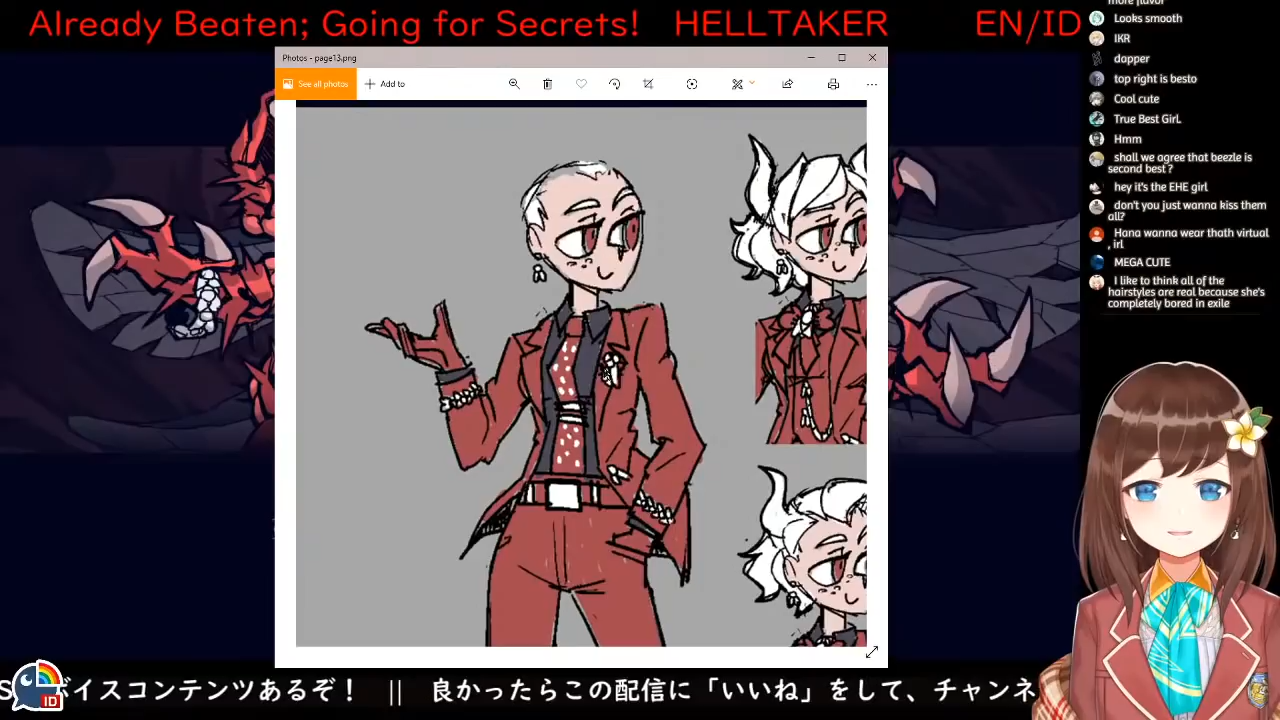 Already Beaten; Going for Secrets! HELLTAKER EN/ID
Photos - page13.png
See all photos
Add to
more flavor
Looks smooth
IKR
dapper
top right is besto
Cool cute
True Best GirL
Hmm
shall we agree that beezle is
second best ?
hey it's the EHE girl
don't you just wanna kiss them
all?
Hana wanna wear thath virtual
, irl
MEGA CUTE
I like to think all of the
hairstyles are real because she's
completely bored in exile
ボイスコンテンツあるぞ！ || 良かったらこの配信に「いいね」をして、チャンネ
ID